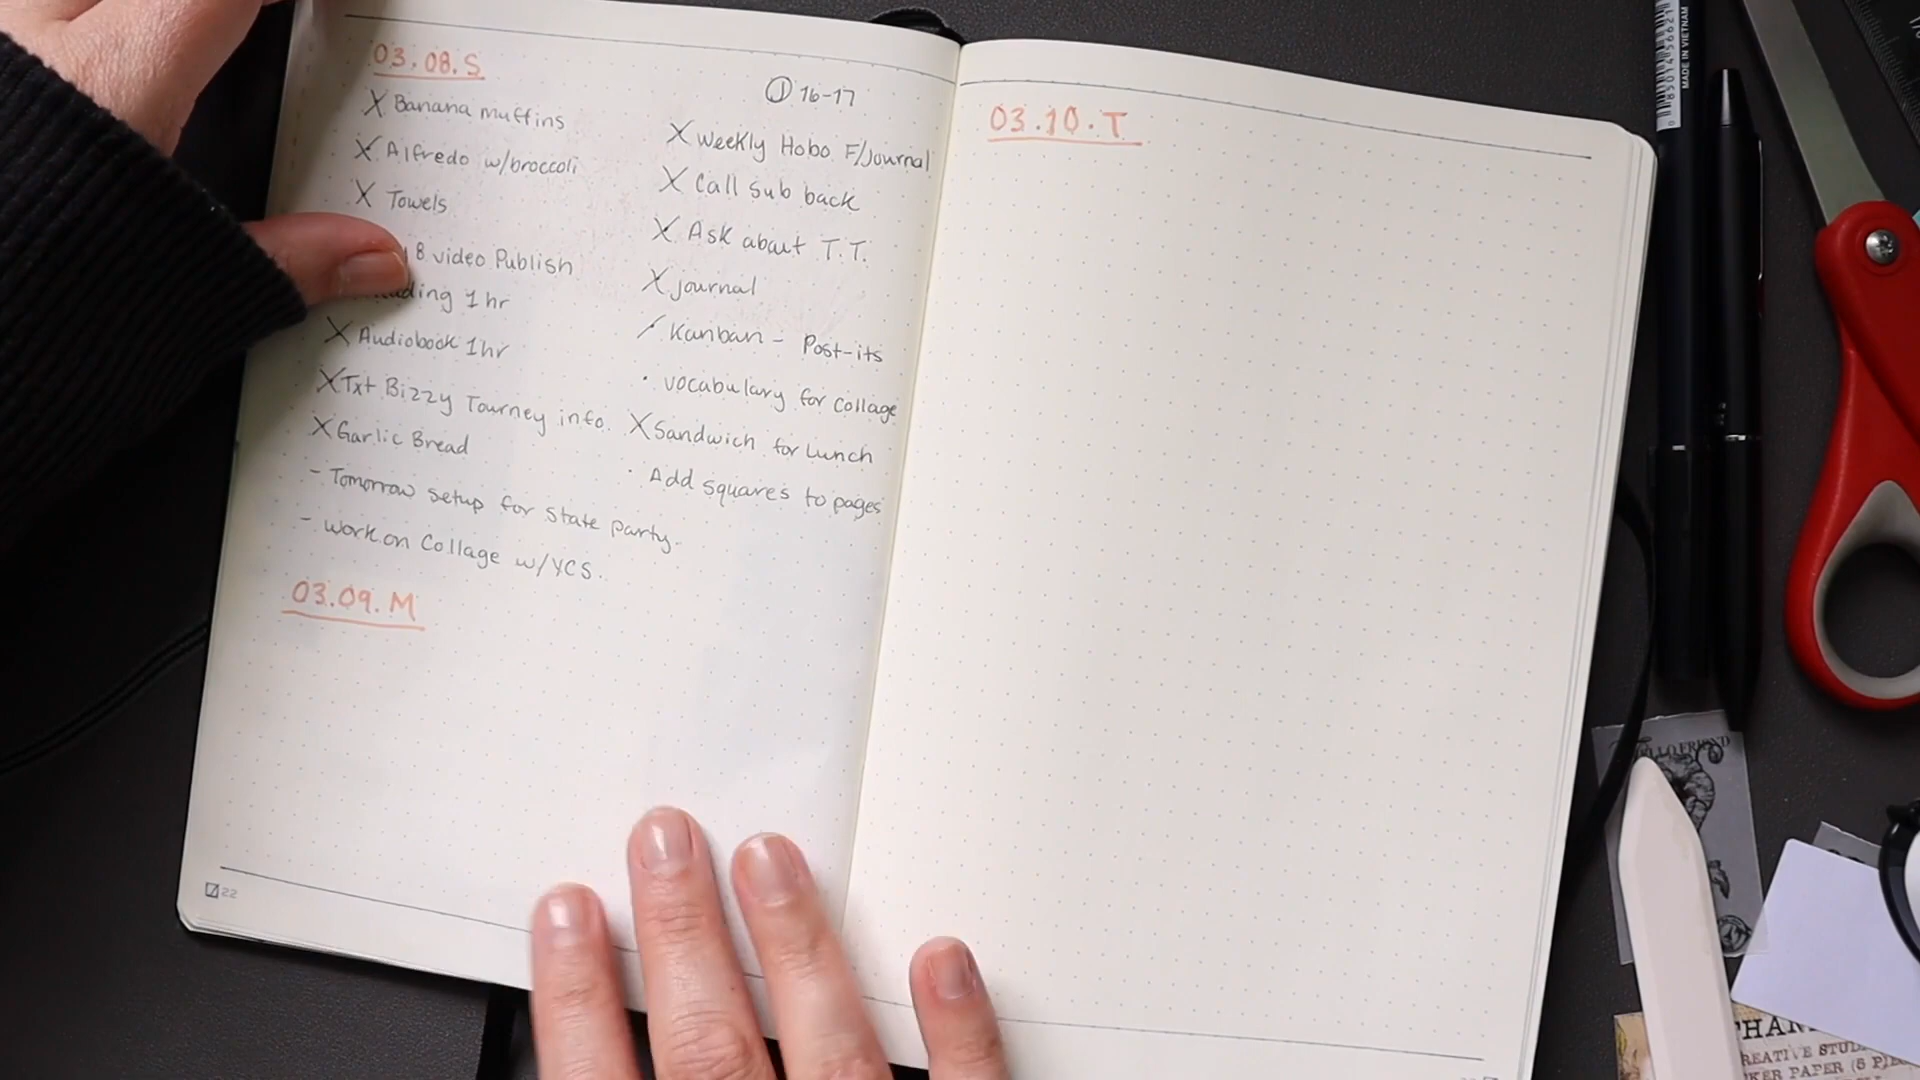 03.08.S
X Banana muffins
X Alfredo w/broccoli
X Towels
8 video Publish
1 hr
X Audiobook 1hr
X Txt Bizzy Tourney info.
X Garlic Bread
- Tomorrow setup for state party.
- work on Collage w/YCS.
03.09.M
22
16-17
X Weekly Hobo F/Journal
X Call sub back
X Ask about T.T.
X journal
/ Kanban - Post-its
· vocabulary for Collage
X Sandwich for Lunch
· Add squares to pages
03.10.T
MADE IN VIETNAM